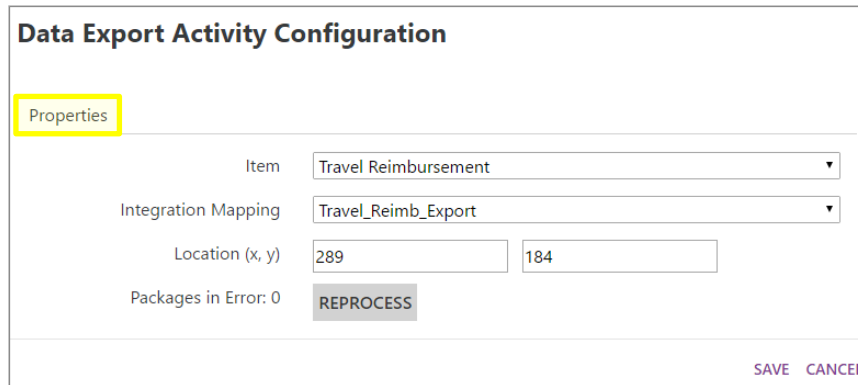 Data Export Activity Configuration
Properties
Item Travel Reimbursement
Integration Mapping Travel_Reimb_Export
Location (x, y) 289 184
Packages in Error: 0 REPROCESS
SAVE CANCEL